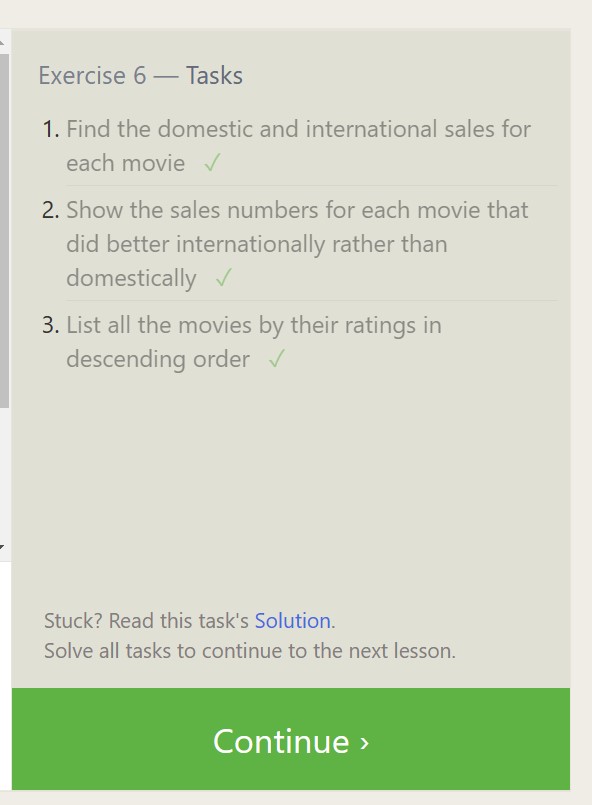 Exercise 6 — Tasks
1. Find the domestic and international sales for
each movie ✓
2. Show the sales numbers for each movie that
did better internationally rather than
domestically ✓
3. List all the movies by their ratings in
descending order ✓
Stuck? Read this task's Solution.
Solve all tasks to continue to the next lesson.
Continue ›